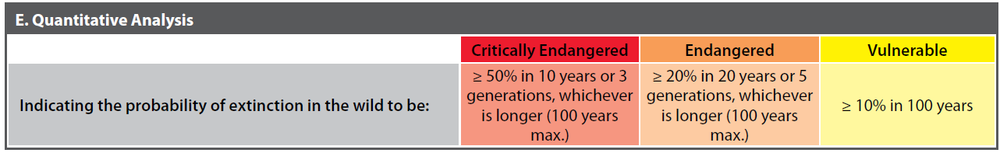 E. Quantitative Analysis
Critically Endangered
Endangered
Vulnerable
Indicating the probability of extinction in the wild to be:
≥ 50% in 10 years or 3
generations, whichever
is longer (100 years
max.)
≥ 20% in 20 years or 5
generations, whichever
is longer (100 years
max.)
≥ 10% in 100 years